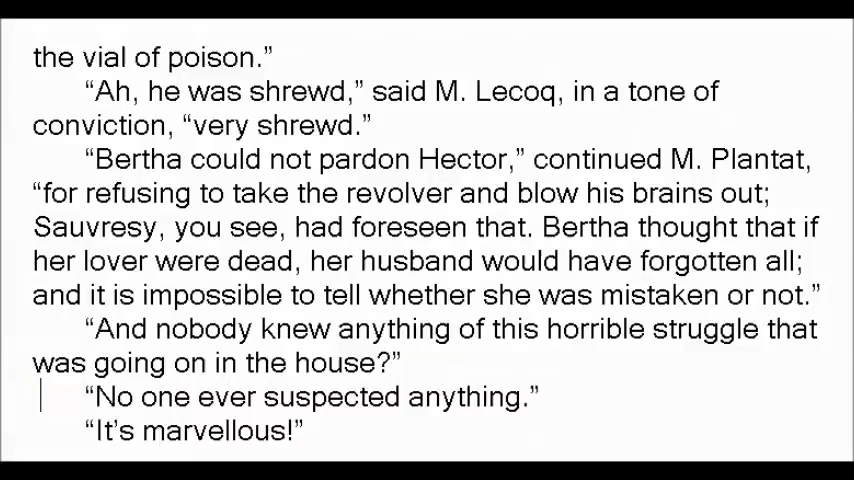 the vial of poison.”
“Ah, he was shrewd,” said M. Lecoq, in a tone of
conviction, “very shrewd.”
“Bertha could not pardon Hector,” continued M. Plantat,
“for refusing to take the revolver and blow his brains out;
Sauvresy, you see, had foreseen that. Bertha thought that if
her lover were dead, her husband would have forgotten all;
and it is impossible to tell whether she was mistaken or not.”
“And nobody knew anything of this horrible struggle that
was going on in the house?”
“No one ever suspected anything.”
“It’s marvellous!”